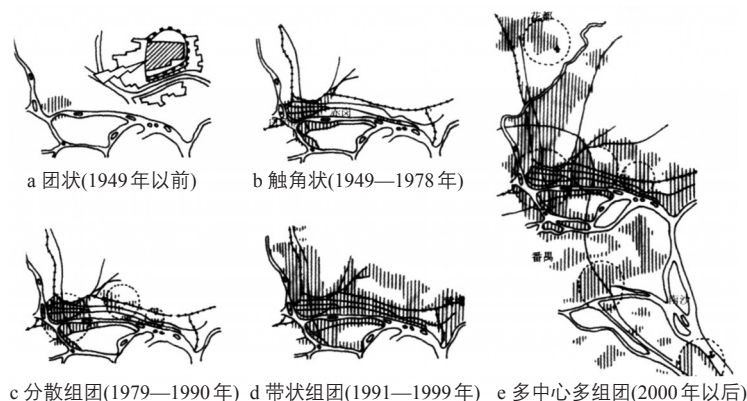 花都
a 团状(1949年以前)
b 触角状(1949—1978年)
番禺
南沙
c 分散组团(1979—1990年)
d 带状组团(1991—1999年)
e 多中心多组团(2000年以后)